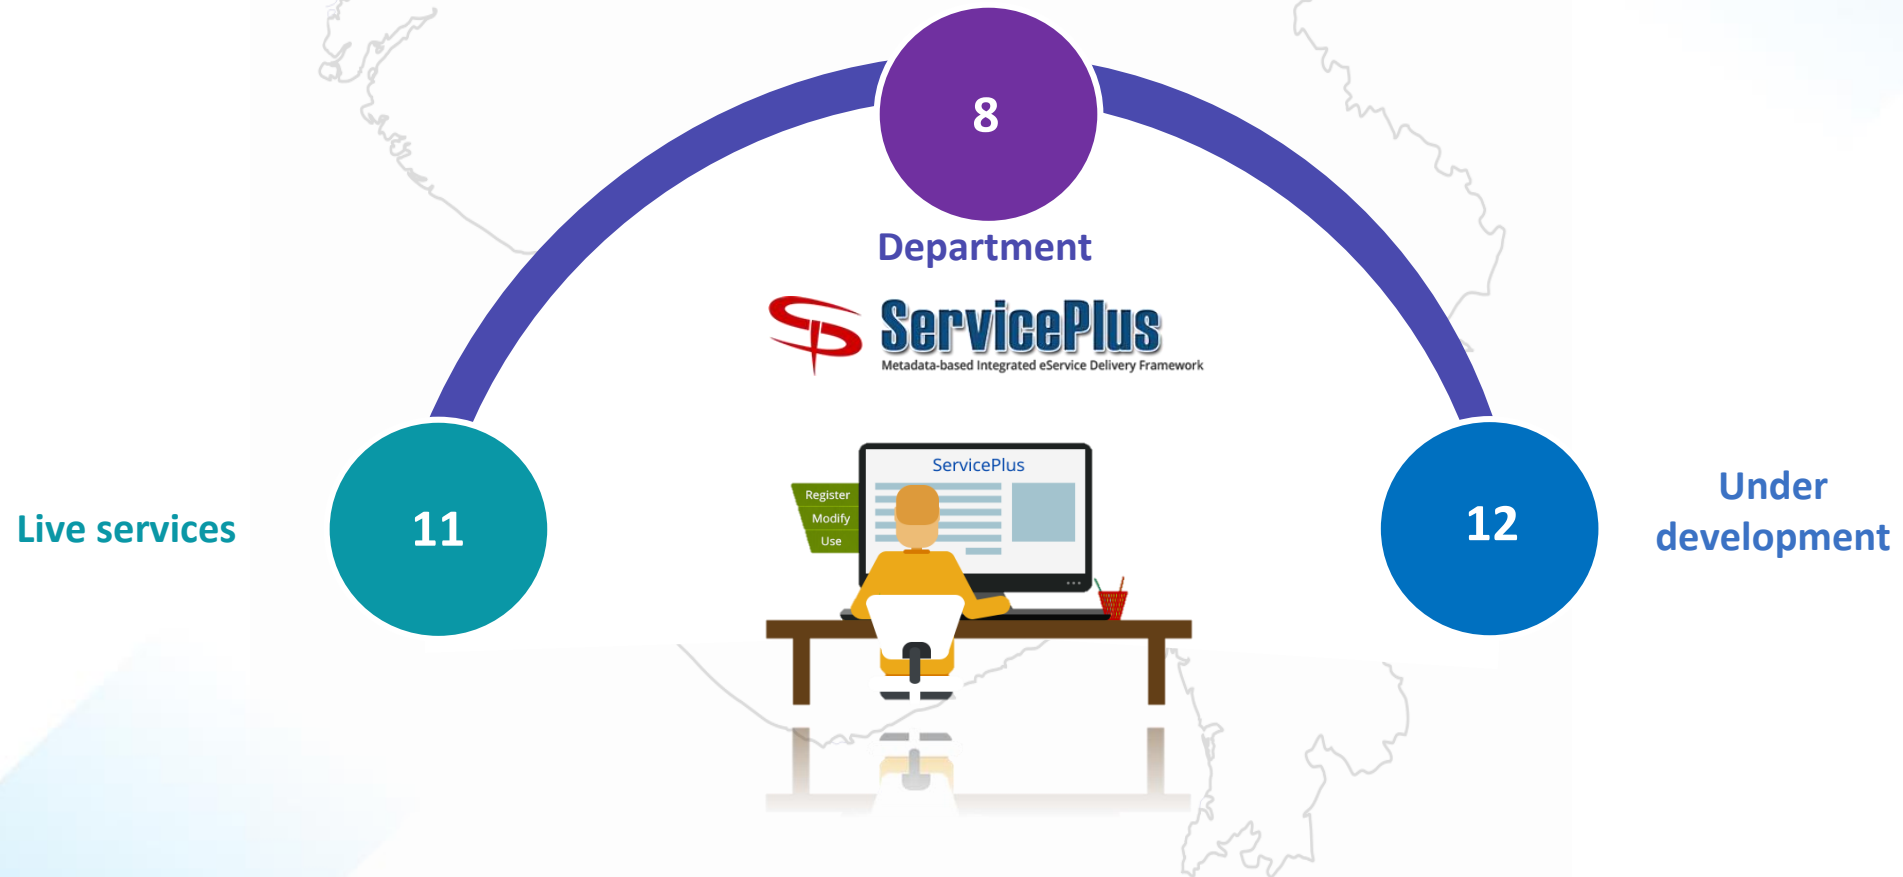 8
Department
ServicePlus
Metadata-based Integrated eService Delivery Framework
Live services
11
ServicePlus
Register
Modify
Use
12
Under
development